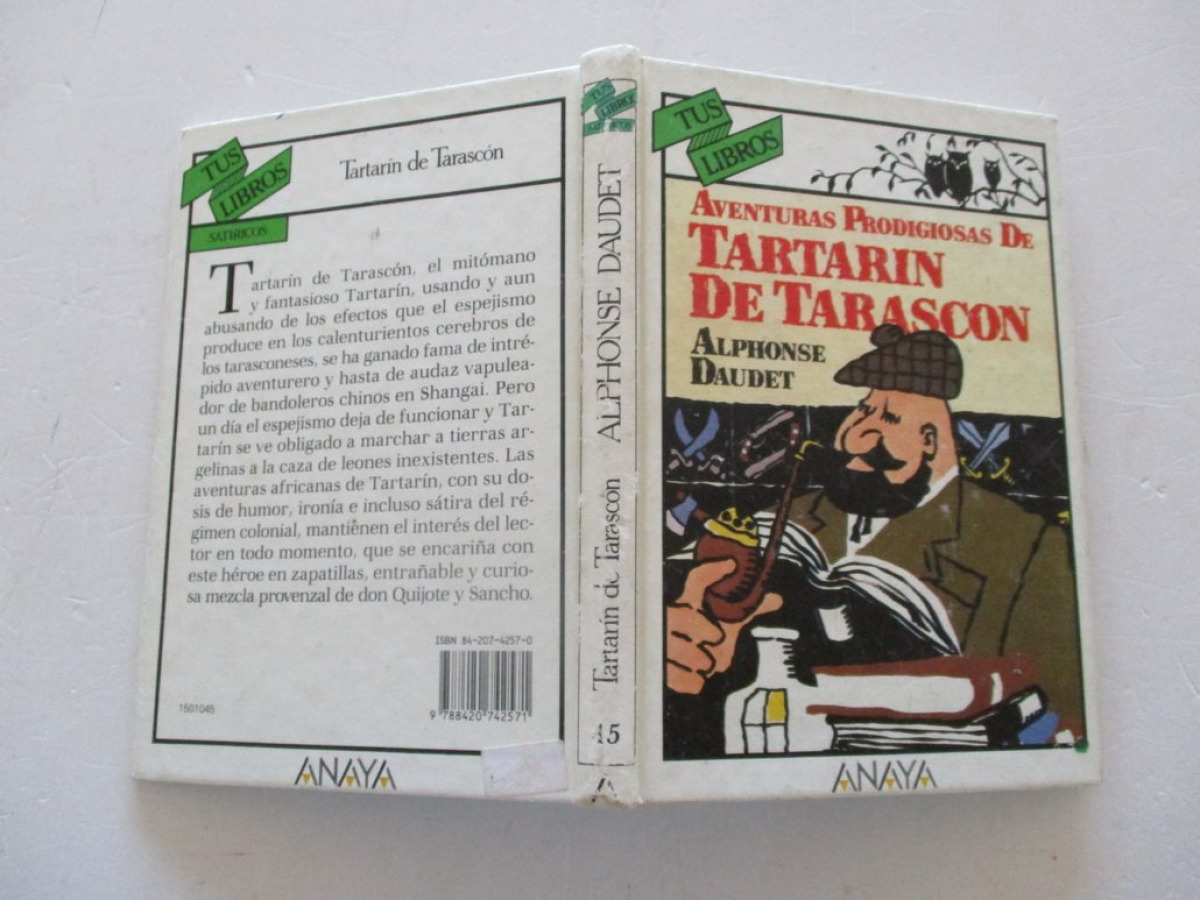 TUS
LIBROS
SATÍRICOS
Tartarín de Tarascón
Tartarín de Tarascón, el mitómano
y fantasioso Tartarín, usando y aun
abusando de los efectos que el espejismo
produce en los calenturientos cerebros de
los tarasconeses, se ha ganado fama de intré-
pido aventurero y hasta de audaz vapulea-
dor de bandoleros chinos en Shangai. Pero
un día el espejismo deja de funcionar y Tar-
tarín se ve obligado a marchar a tierras ar-
gelinas a la caza de leones inexistentes. Las
aventuras africanas de Tartarín, con su do-
sis de humor, ironía e incluso sátira del ré-
gimen colonial, mantienen el interés del lec-
tor en todo momento, que se encariña con
este héroe en zapatillas, entrañable y curio-
sa mezcla provenzal de don Quijote y Sancho.
ISBN 84-207-4257-0
9 788420 742571
1501045
ANAYA
TUS
LIBROS
SATÍRICOS
Tartarín de Tarascón ALPHONSE DAUDET
45
TUS
LIBROS
AVENTURAS PRODIGIOSAS DE
TARTARIN
DE TARASCON
ALPHONSE
DAUDET
ANAYA